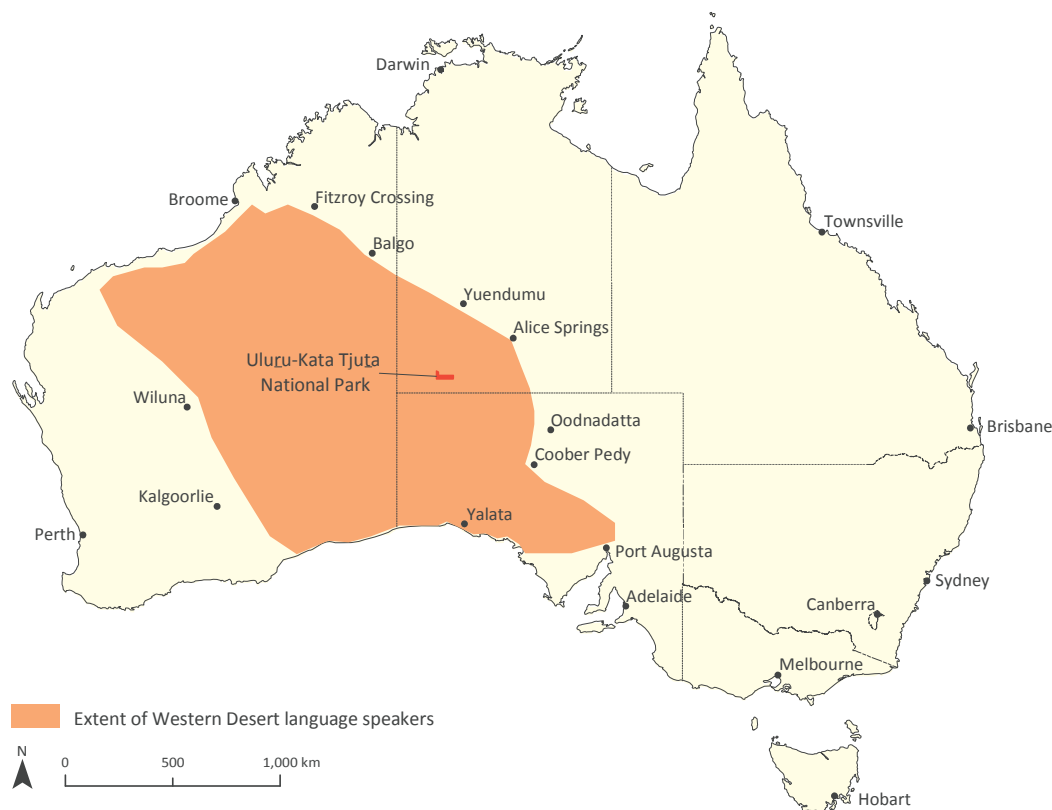 Darwin
Broome
Fitzroy Crossing
Townsville
Balgo
Yuendumu
Alice Springs
Uluṟu-Kata Tjuṯa
National Park
Wiluna
Oodnadatta
Brisbane
Coober Pedy
Kalgoorlie
Yalata
Perth
Port Augusta
Sydney
Adelaide
Canberra
Melbourne
Extent of Western Desert language speakers
N
0 500 1,000 km
Hobart